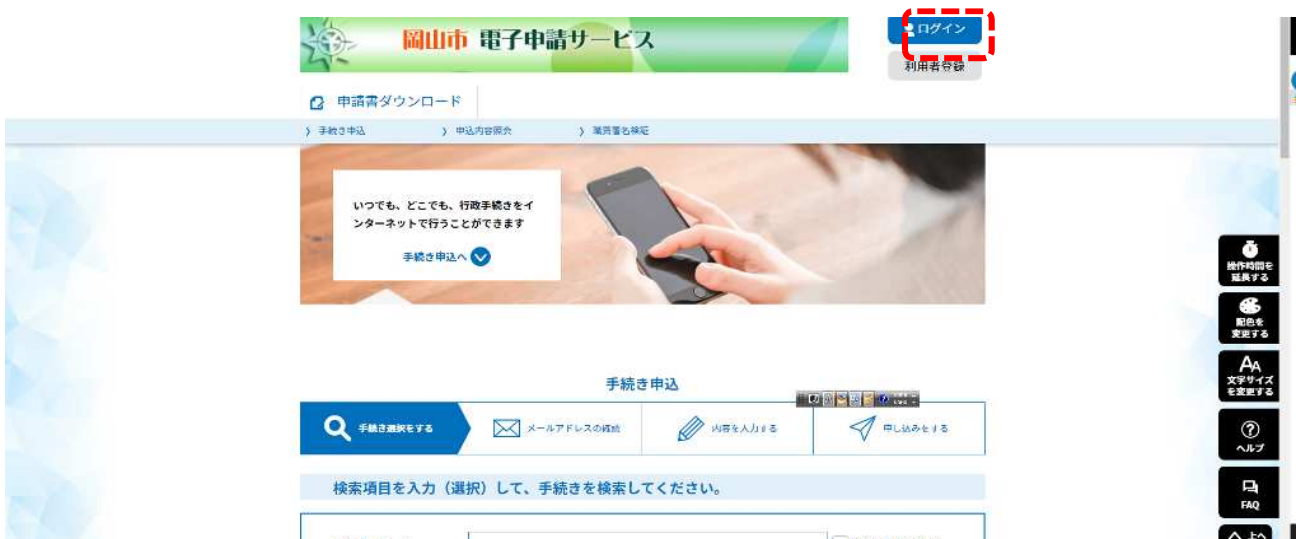 岡山市 電子申請サービス
ログイン
利用者登録
申請書ダウンロード
手続き申込
申込内容照会
職責署名検証
いつでも、どこでも、行政手続きをイ
ンターネットで行うことができます
手続き申込へ
操作時間を
延長する
配色を
変更する
文字サイズ
を変更する
ヘルプ
FAQ
手続き申込
手続き選択をする
メールアドレスの確認
内容を入力する
申し込みをする
検索項目を入力（選択）して、手続きを検索してください。